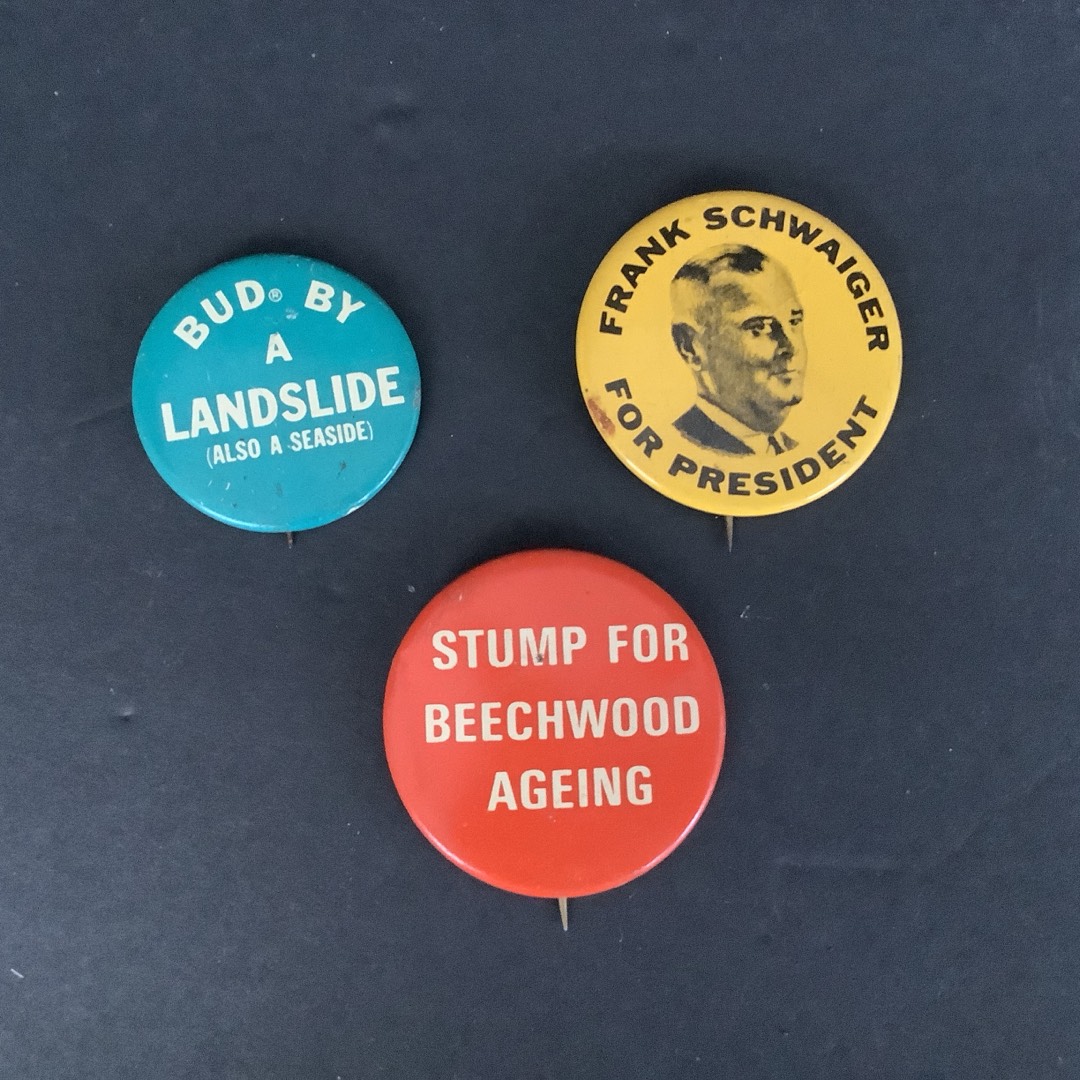 BUD® BY
A
LANDSLIDE
(ALSO A SEASIDE)
FRANK SCHWAIGER
FOR PRESIDENT
STUMP FOR
BEECHWOOD
AGEING